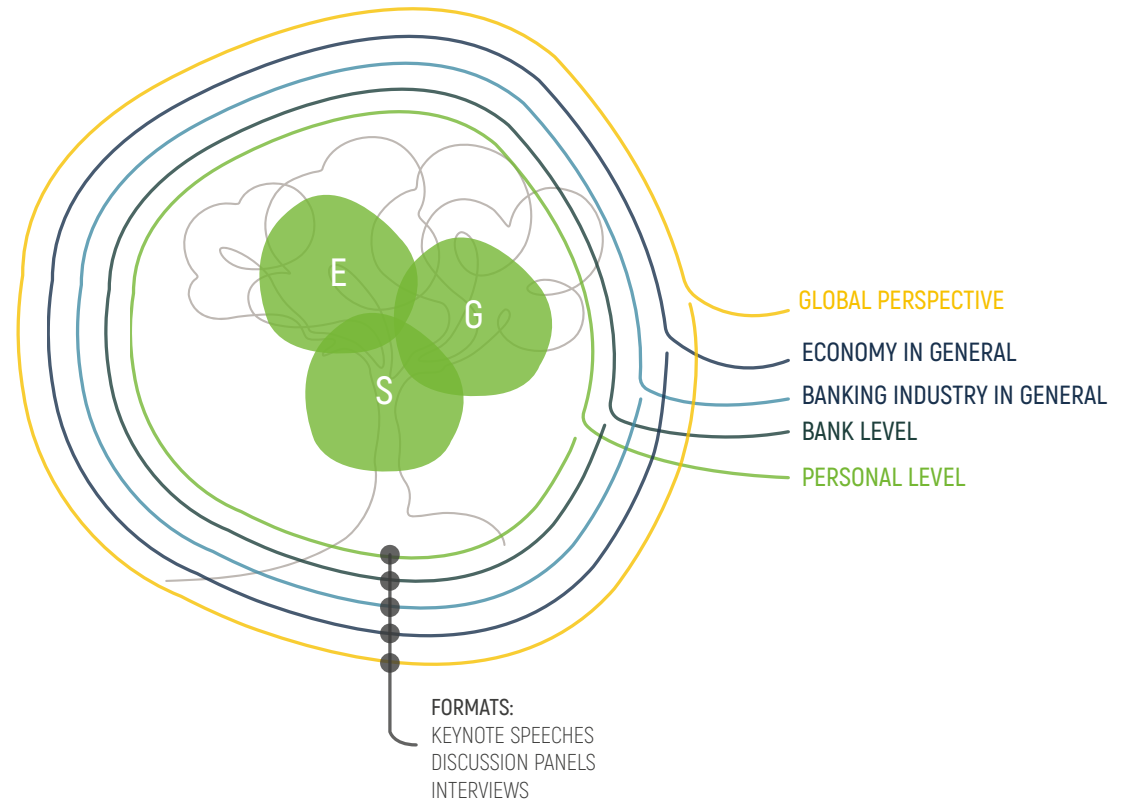 E
G
S
GLOBAL PERSPECTIVE
ECONOMY IN GENERAL
BANKING INDUSTRY IN GENERAL
BANK LEVEL
PERSONAL LEVEL
FORMATS:
KEYNOTE SPEECHES
DISCUSSION PANELS
INTERVIEWS